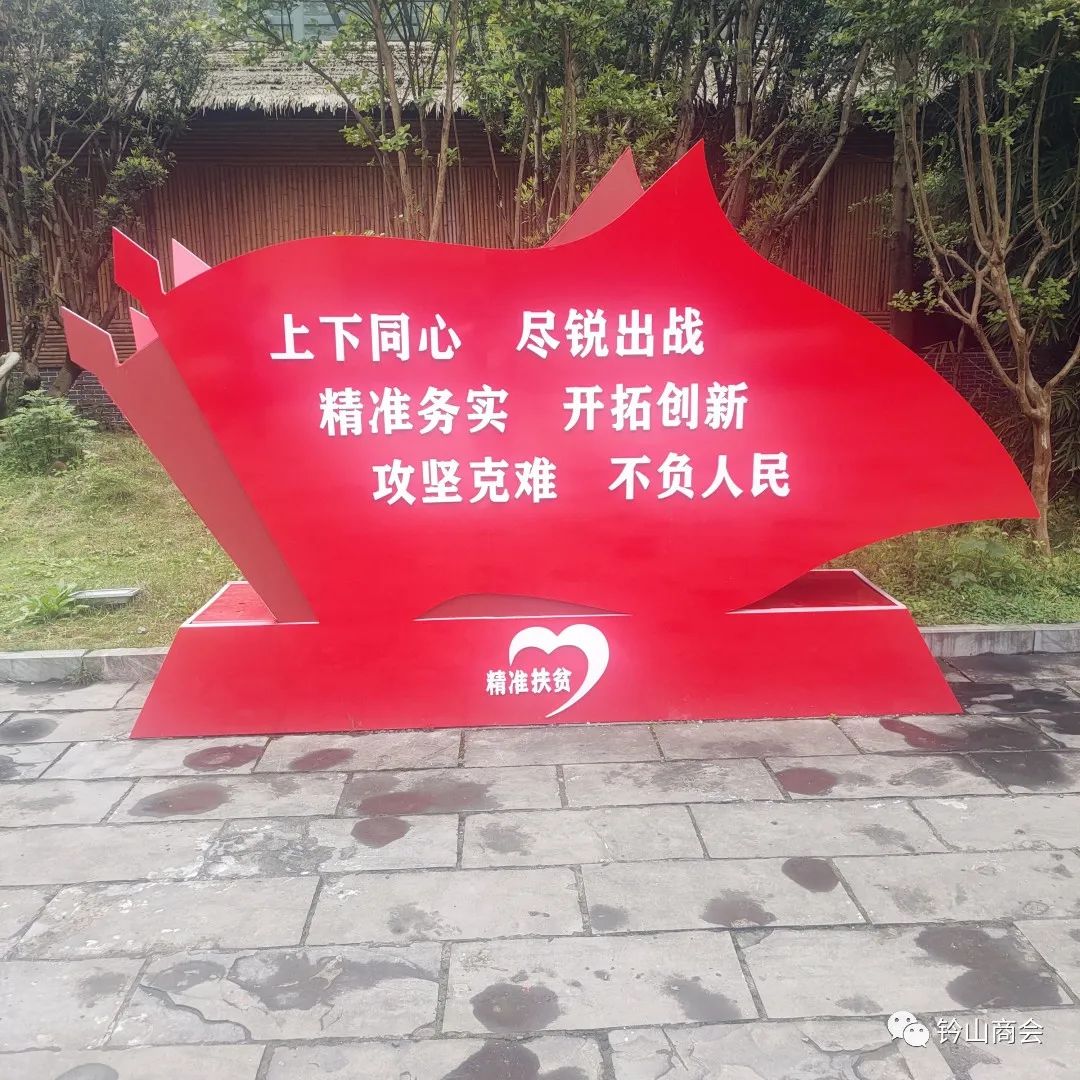 上下同心 尽锐出战
精准务实 开拓创新
攻坚克难 不负人民
精准扶贫
钤山商会